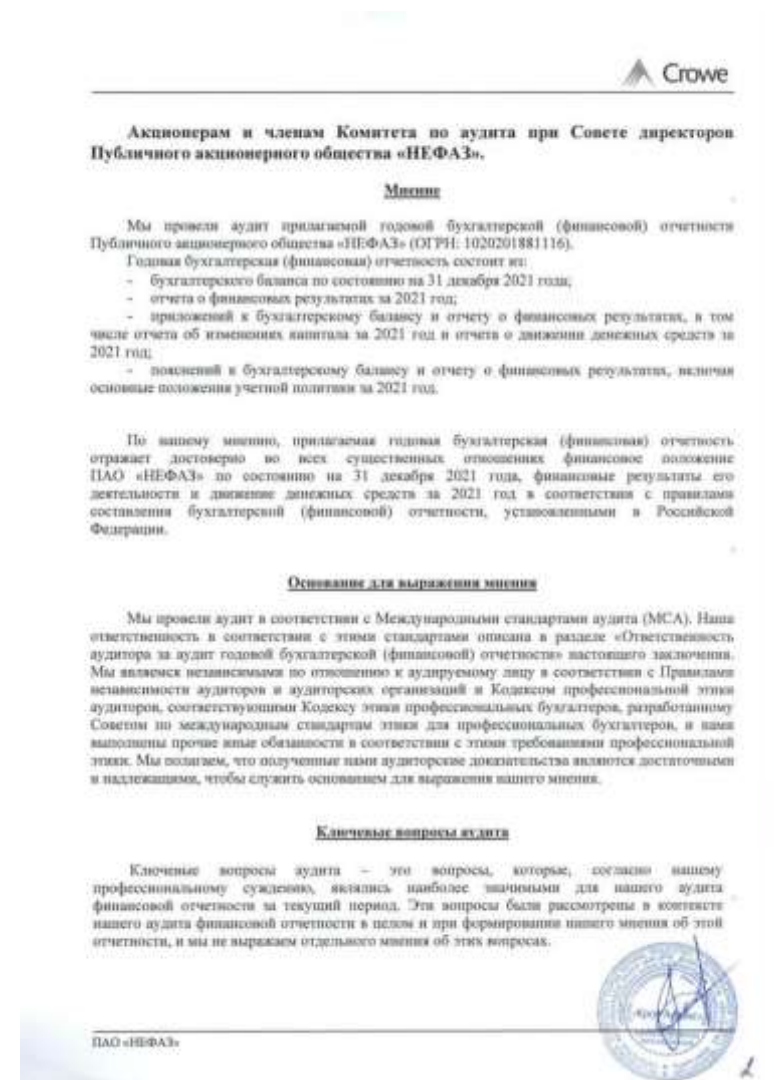 Crowe
Акционерам и членам Комитета по аудита при Совете директоров
Публичного акционерного общества «НЕФАЗ».
Мнение
Мы провели аудит прилагаемой годовой бухгалтерской (финансовой) отчетности
Публичного акционерного общества «НЕФАЗ» (ОГРН: 1020201881116).
Годовая бухгалтерская (финансовая) отчетность состоит из:
- бухгалтерского баланса по состоянию на 31 декабря 2021 года;
- отчета о финансовых результатах за 2021 год;
- приложений к бухгалтерскому балансу и отчету о финансовых результатах, в том
числе отчета об изменениях капитала за 2021 год и отчета о движении денежных средств за
2021 год;
- пояснений к бухгалтерскому балансу и отчету о финансовых результатах, включая
основные положения учетной политики за 2021 год.
По нашему мнению, прилагаемая годовая бухгалтерская (финансовая) отчетность
отражает достоверно во всех существенных отношениях финансовое положение
ПАО «НЕФАЗ» по состоянию на 31 декабря 2021 года, финансовые результаты его
деятельности и движение денежных средств за 2021 год в соответствии с правилами
составления бухгалтерской (финансовой) отчетности, установленными в Российской
Федерации.
Основание для выражения мнения
Мы провели аудит в соответствии с Международными стандартами аудита (МСА). Наша
ответственность в соответствии с этими стандартами описана в разделе «Ответственность
аудитора за аудит годовой бухгалтерской (финансовой) отчетности» настоящего заключения.
Мы являемся независимыми по отношению к аудируемому лицу в соответствии с Правилами
независимости аудиторов и аудиторских организаций и Кодексом профессиональной этики
аудиторов, соответствующими Кодексу этики профессиональных бухгалтеров, разработанному
Советом по международным стандартам этики для профессиональных бухгалтеров, и нами
выполнены прочие иные обязанности в соответствии с этими требованиями профессиональной
этики. Мы полагаем, что полученные нами аудиторские доказательства являются достаточными
и надлежащими, чтобы служить основанием для выражения нашего мнения.
Ключевые вопросы аудита
Ключевые вопросы аудита – это вопросы, которые, согласно нашему
профессиональному суждению, являлись наиболее значимыми для нашего аудита
финансовой отчетности за текущий период. Эти вопросы были рассмотрены в контексте
нашего аудита финансовой отчетности в целом и при формировании нашего мнения об этой
отчетности, и мы не выражаем отдельного мнения об этих вопросах.
ПАО «НЕФАЗ»